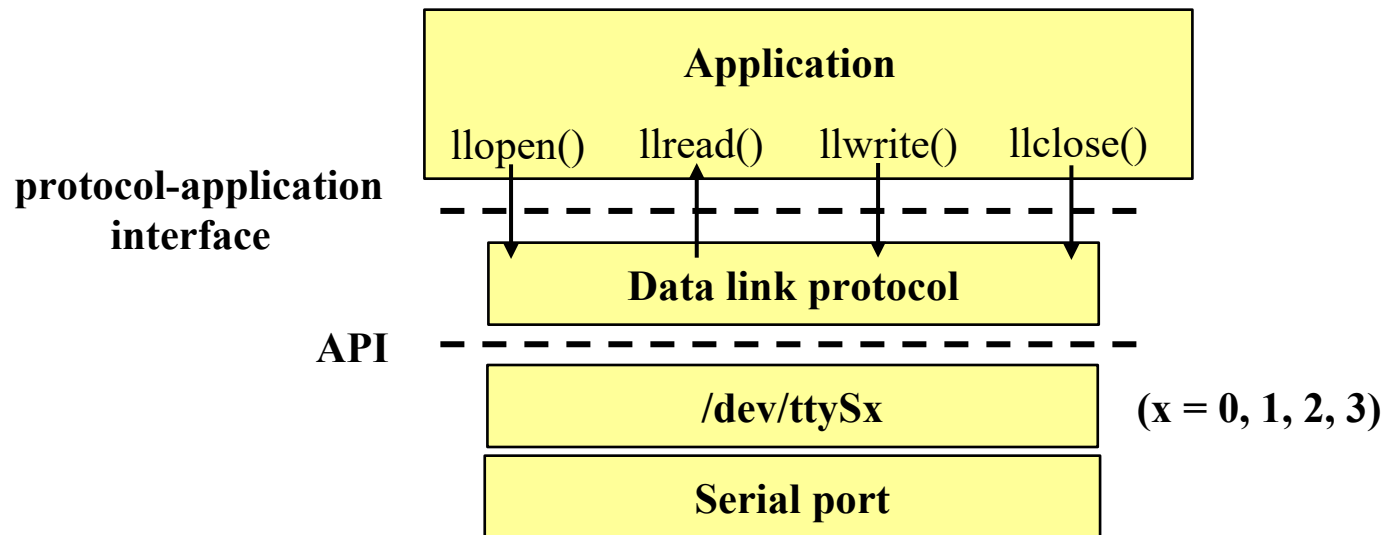 Application
llopen() llread() llwrite() llclose()
protocol-application
interface
Data link protocol
API
/dev/ttySx (x = 0, 1, 2, 3)
Serial port